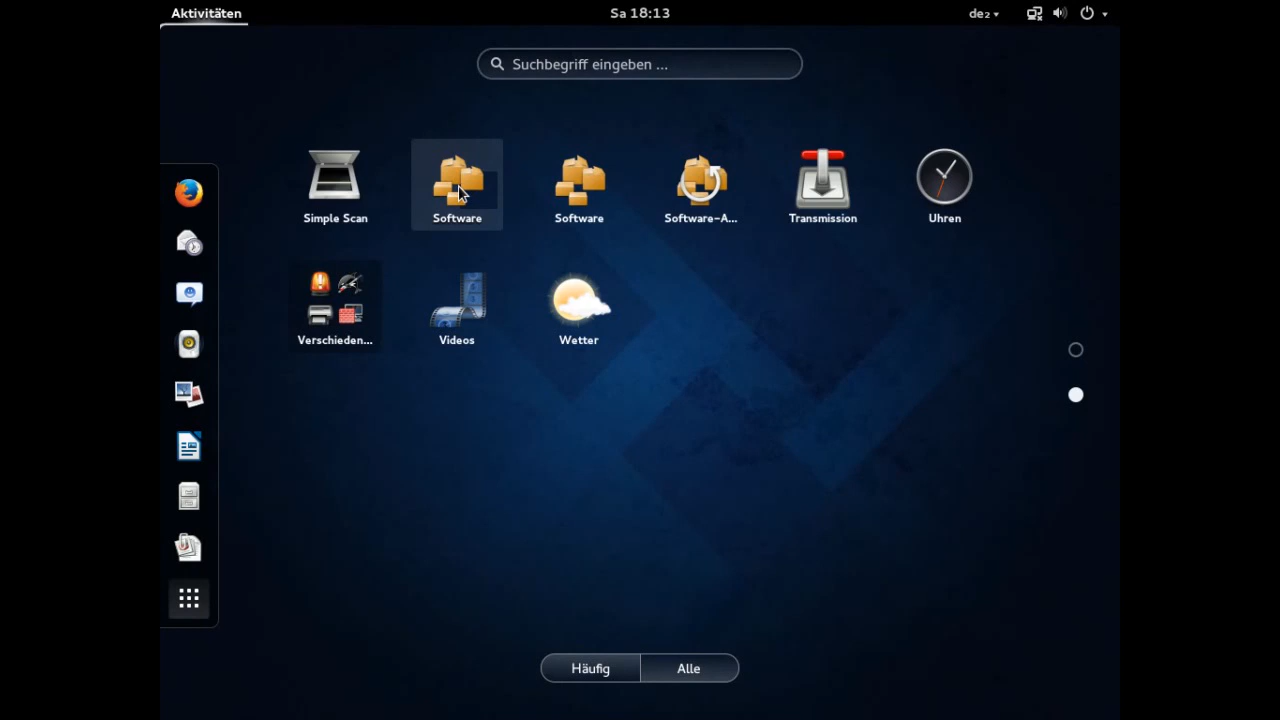 Aktivitäten
Sa 18:13
de₂
Suchbegriff eingeben ...
Simple Scan
Software
Software
Software-A...
Transmission
Uhren
Verschieden...
Videos
Wetter
Häufig
Alle